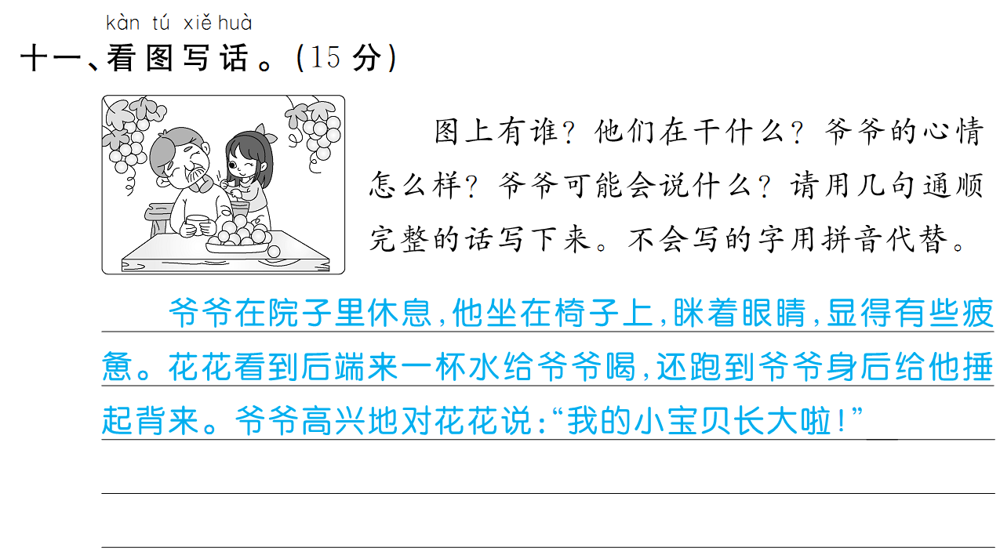 kàn tú xiě huà
十一、看图写话。(15 分)
图上有谁？他们在干什么？爷爷的心情
怎么样？爷爷可能会说什么？请用几句通顺
完整的话写下来。不会写的字用拼音代替。
爷爷在院子里休息,他坐在椅子上,眯着眼睛,显得有些疲
惫。花花看到后端来一杯水给爷爷喝,还跑到爷爷身后给他捶
起背来。爷爷高兴地对花花说:“我的小宝贝长大啦!”